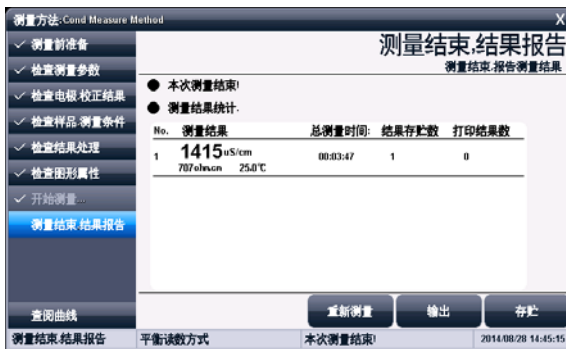 测量方法:Cond Measure Method X
测量结束,结果报告
测量结束.报告测量结果
测量前准备
检查测量参数
检查电极.校正结果
检查样品.测量条件
检查结果处理
检查图形属性
开始测量...
测量结束.结果报告
查阅曲线
本次测量结束!
测量结果统计.
No. 测量结果 总测量时间: 结果存贮数 打印结果数
1 1415 uS/cm 00:03:47 1 0
707ohm.cn 25.0℃
重新测量 输出 存贮
测量结束.结果报告 平衡读数方式 本次测量结束! 2014/08/28 14:45:15